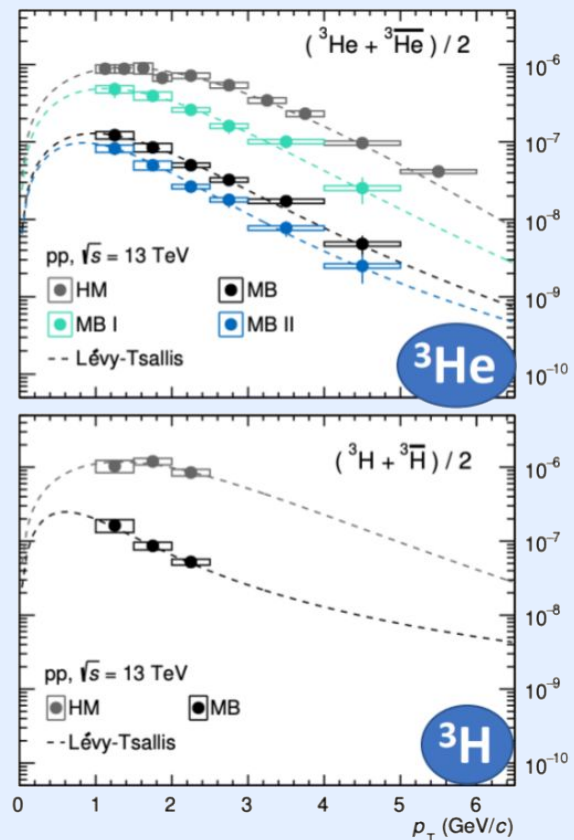 (³He + ³H̅e̅) / 2
10⁻⁶
10⁻⁷
10⁻⁸
10⁻⁹
10⁻¹⁰
pp, √s = 13 TeV
HM MB
MB I MB II
Lévy-Tsallis
³He
(³H + ³H̅) / 2
10⁻⁶
10⁻⁷
10⁻⁸
10⁻⁹
10⁻¹⁰
pp, √s = 13 TeV
HM MB
Lévy-Tsallis
³H
0 1 2 3 4 5 6
p_T (GeV/c)